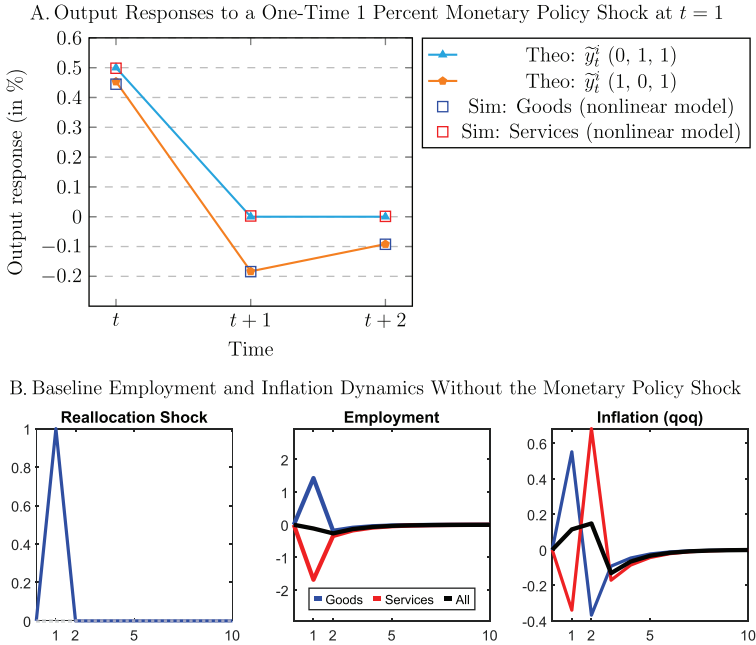 A. Output Responses to a One-Time 1 Percent Monetary Policy Shock at t = 1
0.6
0.5
0.4
0.3
0.2
0.1
0
−0.1
−0.2
Output response (in %)
t
t + 1
t + 2
Time
Theo: ỹₜⁱ (0, 1, 1)
Theo: ỹₜⁱ (1, 0, 1)
Sim: Goods (nonlinear model)
Sim: Services (nonlinear model)
B. Baseline Employment and Inflation Dynamics Without the Monetary Policy Shock
Reallocation Shock
1
0.8
0.6
0.4
0.2
0
1 2 5 10
Employment
2
1
0
-1
-2
Goods Services All
1 2 5 10
Inflation (qoq)
0.6
0.4
0.2
0
-0.2
-0.4
1 2 5 10